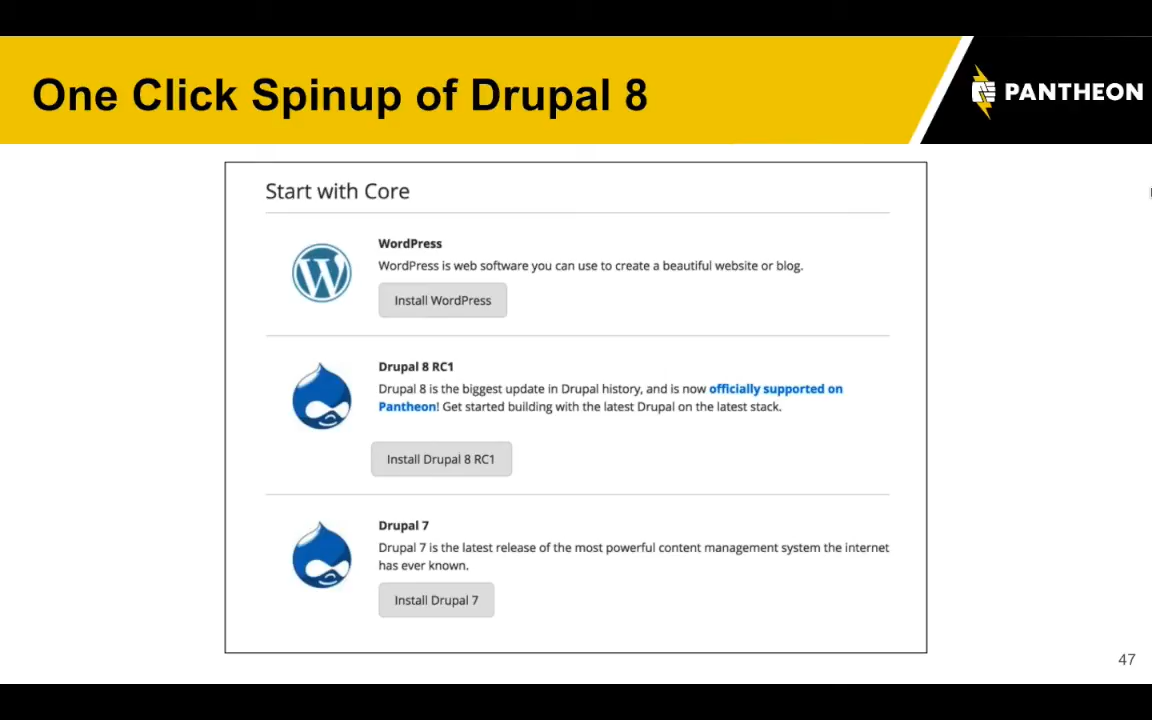 One Click Spinup of Drupal 8
PANTHEON
Start with Core
WordPress
WordPress is web software you can use to create a beautiful website or blog.
Install WordPress
Drupal 8 RC1
Drupal 8 is the biggest update in Drupal history, and is now officially supported on
Pantheon! Get started building with the latest Drupal on the latest stack.
Install Drupal 8 RC1
Drupal 7
Drupal 7 is the latest release of the most powerful content management system the internet
has ever known.
Install Drupal 7
47